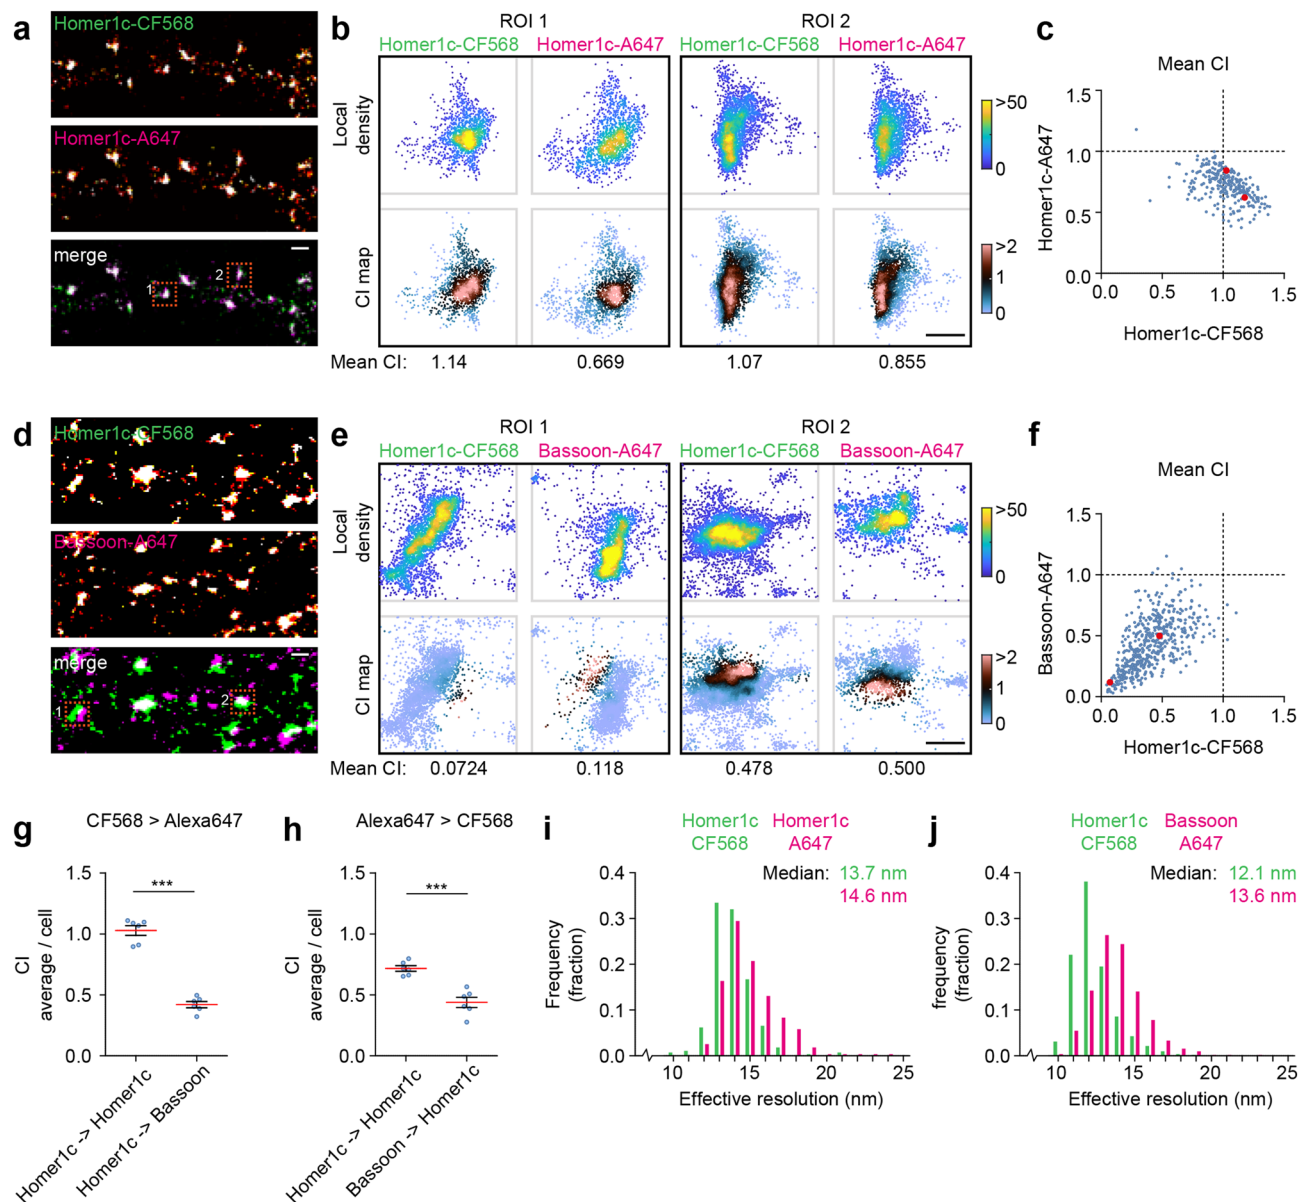 a
Homer1c-CF568
Homer1c-A647
merge
1
2
b
ROI 1
ROI 2
Homer1c-CF568 Homer1c-A647 Homer1c-CF568 Homer1c-A647
Local
density
>50
0
CI map
>2
1
0
Mean CI: 1.14 0.669 1.07 0.855
c
Mean CI
Homer1c-A647
1.5
1.0
0.5
0.0
0.0 0.5 1.0 1.5
Homer1c-CF568
d
Homer1c-CF568
Bassoon-A647
merge
1
2
e
ROI 1
ROI 2
Homer1c-CF568 Bassoon-A647 Homer1c-CF568 Bassoon-A647
Local
density
>50
0
CI map
>2
1
0
Mean CI: 0.0724 0.118 0.478 0.500
f
Mean CI
Bassoon-A647
1.5
1.0
0.5
0.0
0.0 0.5 1.0 1.5
Homer1c-CF568
g
CF568 > Alexa647
CI
average / cell
1.5
1.0
0.5
0.0
***
Homer1c -> Homer1c
Homer1c -> Bassoon
h
Alexa647 > CF568
CI
average / cell
1.5
1.0
0.5
0.0
***
Homer1c -> Homer1c
Bassoon -> Homer1c
i
Homer1c Homer1c
CF568 A647
Median: 13.7 nm
14.6 nm
Frequency
(fraction)
0.4
0.3
0.2
0.1
0.0
10 15 20 25
Effective resolution (nm)
j
Homer1c Bassoon
CF568 A647
Median: 12.1 nm
13.6 nm
frequency
(fraction)
0.4
0.3
0.2
0.1
0.0
10 15 20 25
Effective resolution (nm)